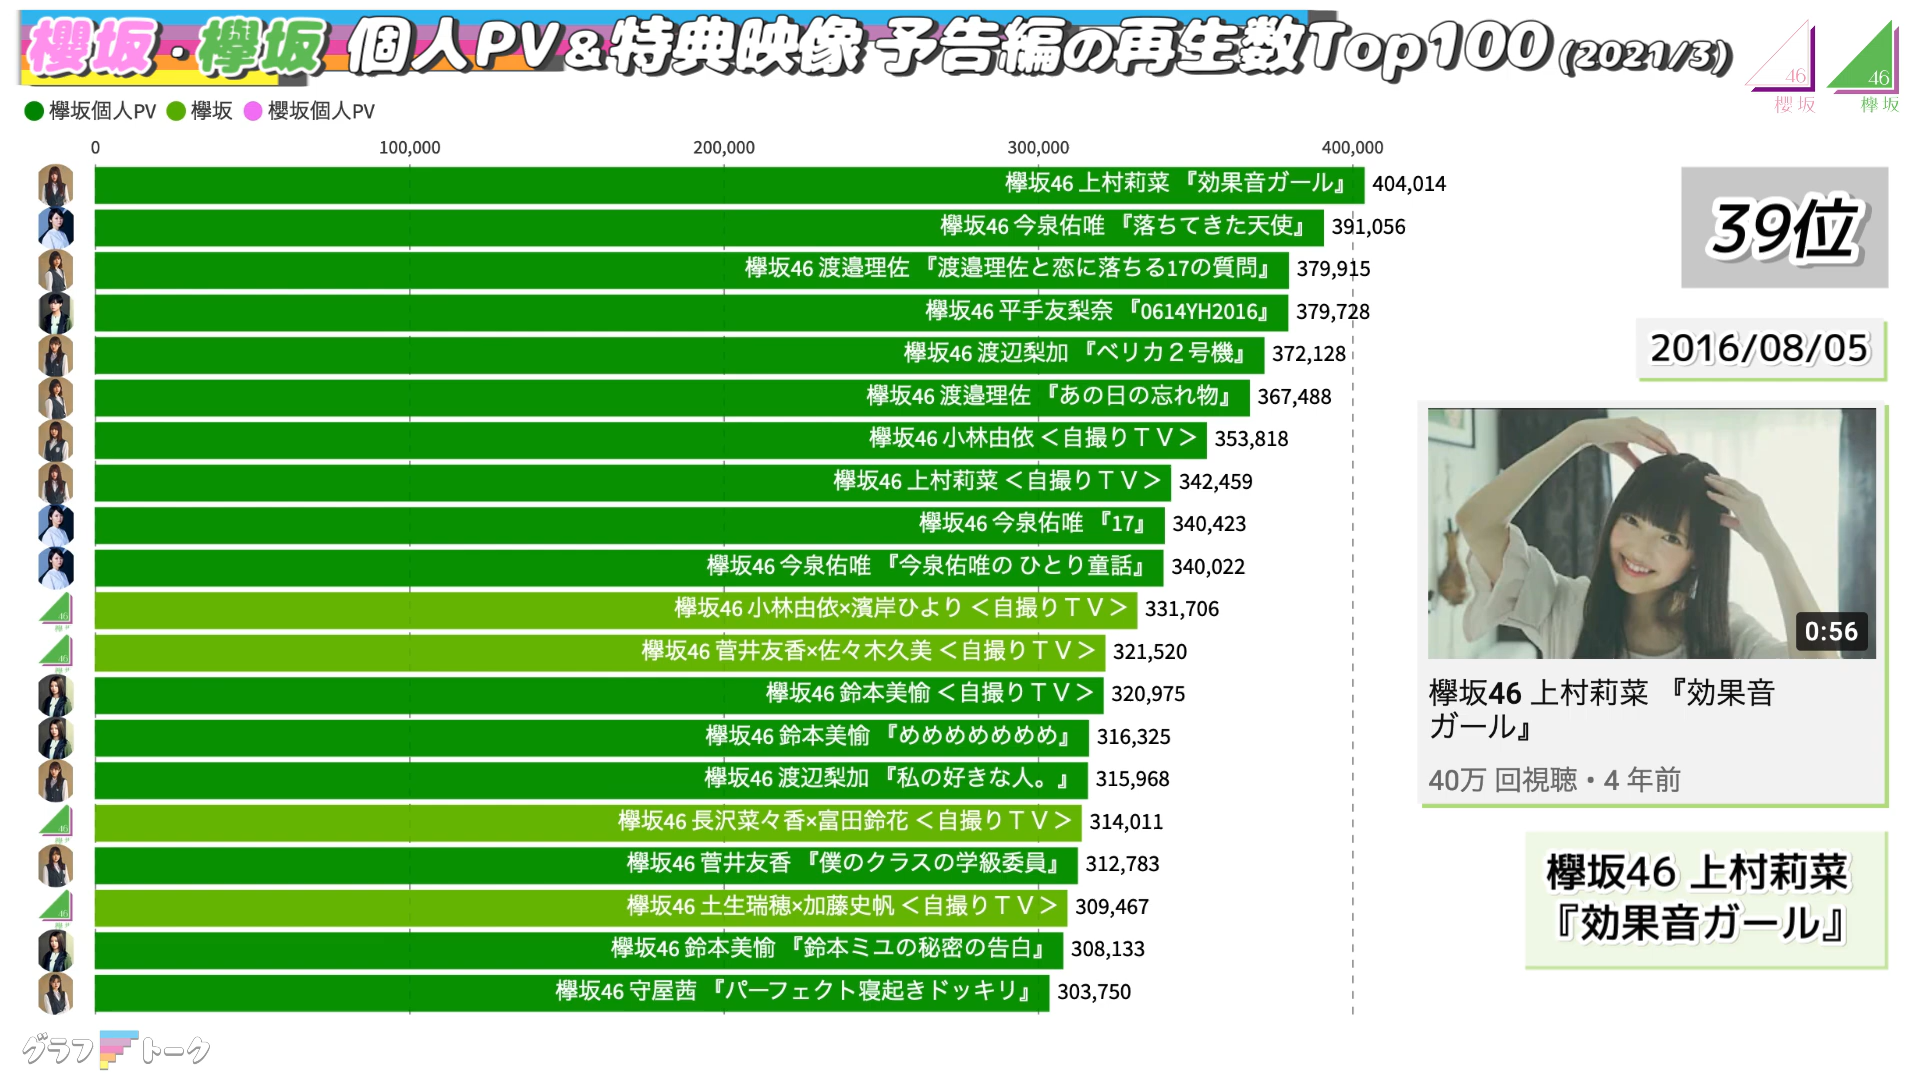 櫻坂・欅坂 個人PV&特典映像 予告編の再生数Top100 (2021/3)
46
櫻坂
46
欅坂
欅坂個人PV 欅坂 櫻坂個人PV
0 100,000 200,000 300,000 400,000
欅坂46 上村莉菜 『効果音ガール』 404,014
欅坂46 今泉佑唯 『落ちてきた天使』 391,056
欅坂46 渡邉理佐 『渡邉理佐と恋に落ちる17の質問』 379,915
欅坂46 平手友梨奈 『0614YH2016』 379,728
欅坂46 渡辺梨加 『ベリカ２号機』 372,128
欅坂46 渡邉理佐 『あの日の忘れ物』 367,488
欅坂46 小林由依 ＜自撮りＴＶ＞ 353,818
欅坂46 上村莉菜 ＜自撮りＴＶ＞ 342,459
欅坂46 今泉佑唯 『17』 340,423
欅坂46 今泉佑唯 『今泉佑唯の ひとり童話』 340,022
欅坂46 小林由依×濱岸ひより ＜自撮りＴＶ＞ 331,706
欅坂46 菅井友香×佐々木久美 ＜自撮りＴＶ＞ 321,520
欅坂46 鈴本美愉 ＜自撮りＴＶ＞ 320,975
欅坂46 鈴本美愉 『めめめめめめめ』 316,325
欅坂46 渡辺梨加 『私の好きな人。』 315,968
欅坂46 長沢菜々香×富田鈴花 ＜自撮りＴＶ＞ 314,011
欅坂46 菅井友香 『僕のクラスの学級委員』 312,783
欅坂46 土生瑞穂×加藤史帆 ＜自撮りＴＶ＞ 309,467
欅坂46 鈴本美愉 『鈴本ミユの秘密の告白』 308,133
欅坂46 守屋茜 『パーフェクト寝起きドッキリ』 303,750
39位
2016/08/05
0:56
欅坂46 上村莉菜 『効果音
ガール』
40万 回視聴・4 年前
欅坂46 上村莉菜
『効果音ガール』
グラフトーク